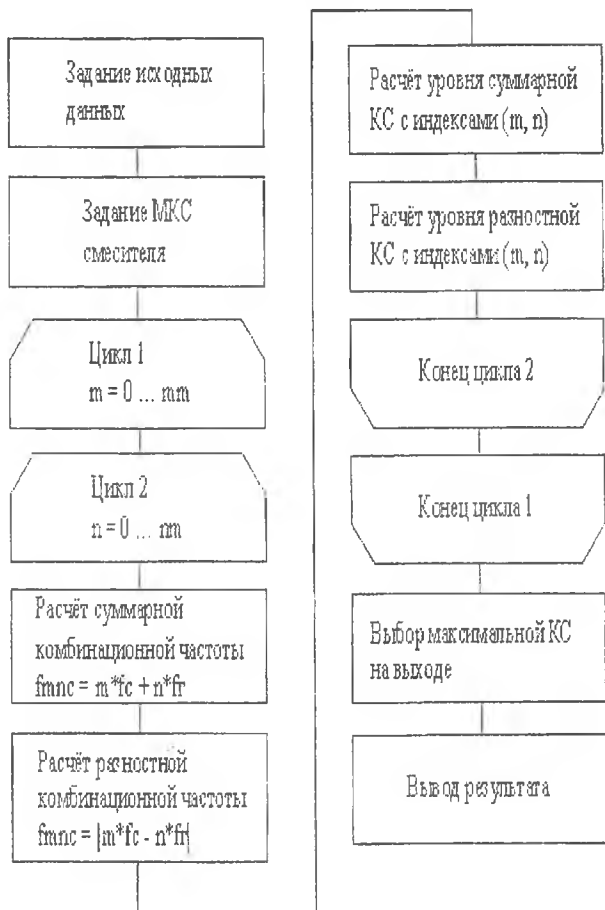 Задание исходных
данных
Задание МКС
смесителя
Цикл 1
m = 0 ... mm
Цикл 2
n = 0 ... nm
Расчёт суммарной
комбинационной частоты
fmnc = m*fc + n*fr
Расчёт разностной
комбинационной частоты
fmnc = |m*fc - n*fr|
Расчёт уровня суммарной
КС с индексами (m, n)
Расчёт уровня разностной
КС с индексами (m, n)
Конец цикла 2
Конец цикла 1
Выбор максимальной КС
на выходе
Вывод результата